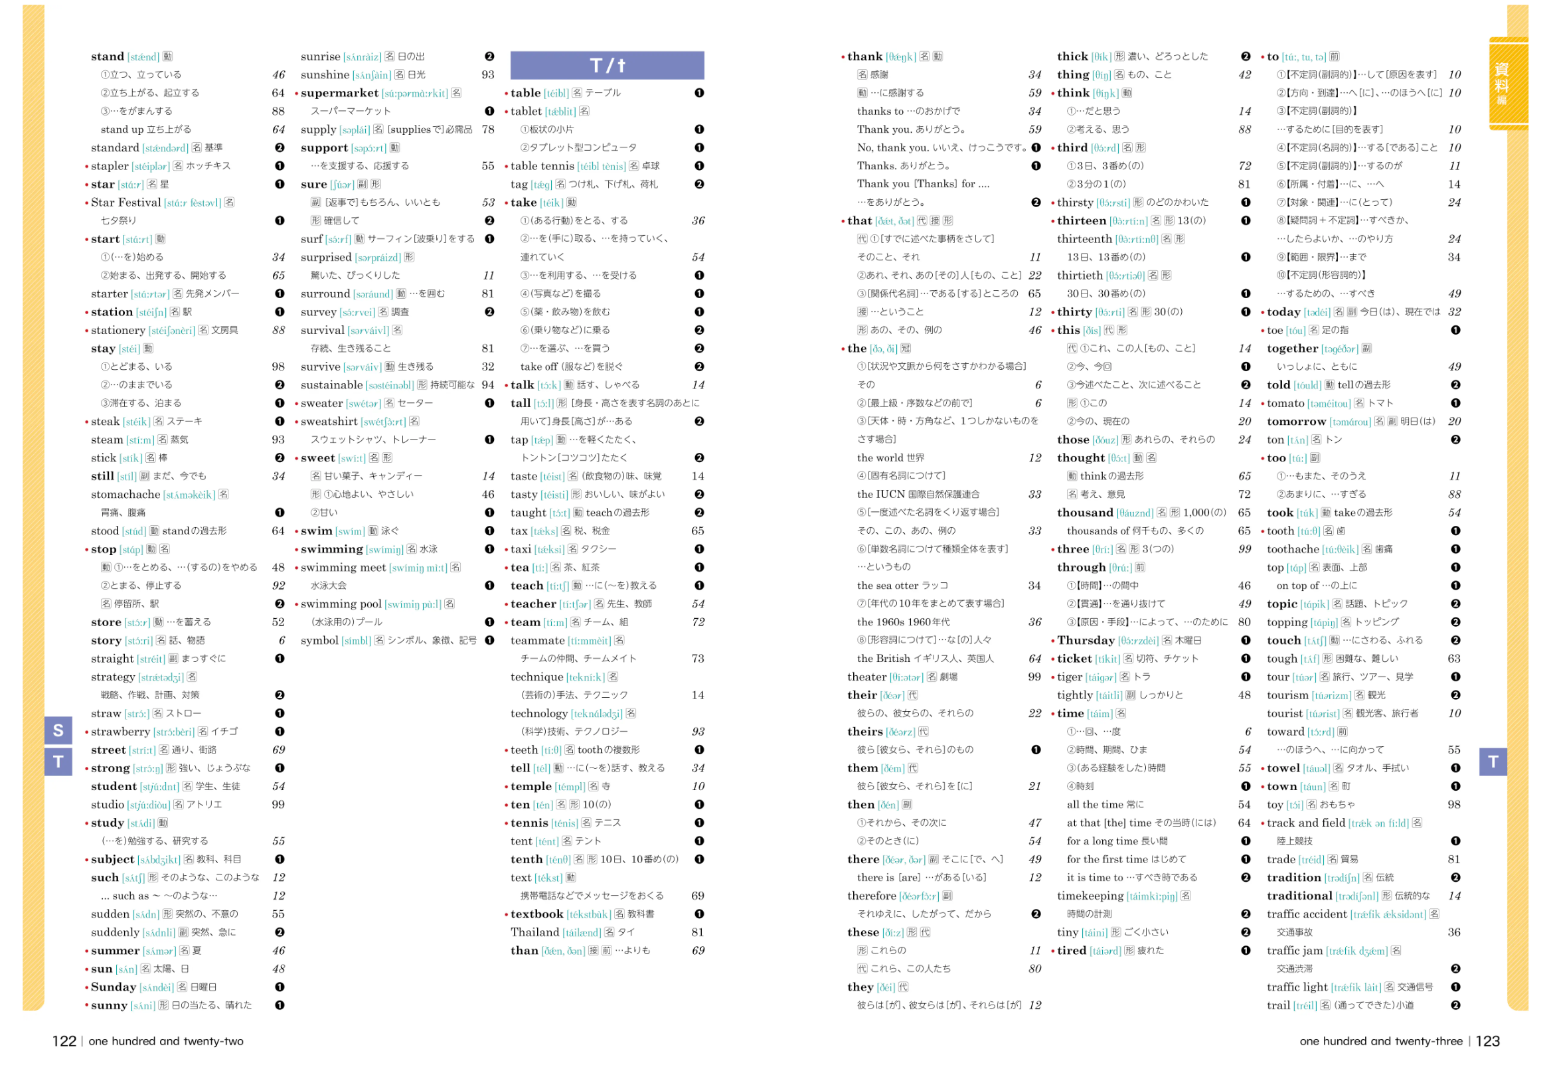 stand [stǽnd] 動
①立つ、立っている 46
②立ち上がる、起立する 64
③…をがまんする 88
stand up 立ち上がる 64
standard [stǽndərd] 名 基準 ❷
• stapler [stéiplər] 名 ホッチキス ❶
• star [stɑ́ːr] 名 星 ❶
• Star Festival [stɑ́ːr fèstəvl] 名
七夕祭り ❶
• start [stɑ́ːrt] 動
①(…を)始める 34
②始まる、出発する、開始する 65
starter [stɑ́ːrtər] 名 先発メンバー ❶
• station [stéiʃn] 名 駅 ❶
• stationery [stéiʃənèri] 名 文房具 88
stay [stéi] 動
①とどまる、いる 98
②…のままでいる ❷
③滞在する、泊まる ❶
• steak [stéik] 名 ステーキ ❶
steam [stíːm] 名 蒸気 93
stick [stík] 名 棒 ❷
still [stíl] 副 まだ、今でも 34
stomachache [stʌ́məkèik] 名
胃痛、腹痛 ❶
stood [stúd] 動 standの過去形 64
• stop [stɑ́p] 動 名
動 ①…をとめる、…(するの)をやめる 48
②とまる、停止する 92
名 停留所、駅 ❷
store [stɔ́ːr] 動 …を蓄える 52
story [stɔ́ːri] 名 話、物語 6
straight [stréit] 副 まっすぐに ❶
strategy [strǽtədʒi] 名
戦略、作戦、計画、対策 ❷
straw [strɔ́ː] 名 ストロー ❶
• strawberry [strɔ́ːbèri] 名 イチゴ ❶
street [stríːt] 名 通り、街路 69
• strong [strɔ́ːŋ] 形 強い、じょうぶな ❶
student [stjúːdnt] 名 学生、生徒 54
studio [stjúːdiòu] 名 アトリエ 99
• study [stʌ́di] 動
(…を)勉強する、研究する 55
• subject [sʌ́bdʒikt] 名 教科、科目 ❶
such [sʌ́tʃ] 形 そのような、このような 12
... such as ~ ～のような… 12
sudden [sʌ́dn] 形 突然の、不意の 55
suddenly [sʌ́dnli] 副 突然、急に ❷
• summer [sʌ́mər] 名 夏 46
• sun [sʌ́n] 名 太陽、日 48
• Sunday [sʌ́ndèi] 名 日曜日 ❶
• sunny [sʌ́ni] 形 日の当たる、晴れた ❶
sunrise [sʌ́nràiz] 名 日の出 ❷
sunshine [sʌ́nʃàin] 名 日光 93
• supermarket [súːpərmɑ̀ːrkit] 名
スーパーマーケット ❶
supply [səplái] 名 [suppliesで]必需品 78
support [səpɔ́ːrt] 動
…を支援する、応援する 55
sure [ʃúər] 副 形
副 [返事で]もちろん、いいとも 53
形 確信して ❷
surf [sə́ːrf] 動 サーフィン[波乗り]をする ❶
surprised [sərpráizd] 形
驚いた、びっくりした 11
surround [səráund] 動 …を囲む 81
survey [sə́ːrvei] 名 調査 ❷
survival [sərváivl] 名
存続、生き残ること 81
survive [sərváiv] 動 生き残る 32
sustainable [səstéinəbl] 形 持続可能な 94
• sweater [swétər] 名 セーター ❶
• sweatshirt [swétʃə̀ːrt] 名
スウェットシャツ、トレーナー ❶
• sweet [swíːt] 名 形
名 甘い菓子、キャンディー 14
形 ①心地よい、やさしい 46
②甘い ❶
• swim [swím] 動 泳ぐ ❶
• swimming [swímiŋ] 名 水泳 ❶
• swimming meet [swímiŋ mìːt] 名
水泳大会 ❶
• swimming pool [swímiŋ pùːl] 名
(水泳用の)プール ❶
symbol [símbl] 名 シンボル、象徴、記号 ❶
T/t
• table [téibl] 名 テーブル ❶
• tablet [tǽblit] 名
①板状の小片 ❶
②タブレット型コンピュータ ❶
• table tennis [téibl tènis] 名 卓球 ❶
tag [tǽg] 名 つけ札、下げ札、荷札 ❷
• take [téik] 動
①(ある行動)をとる、する 36
②…を(手に)取る、…を持っていく、
連れていく 54
③…を利用する、…を受ける ❶
④(写真など)を撮る ❶
⑤(薬・飲み物)を飲む ❶
⑥(乗り物など)に乗る ❷
⑦…を選ぶ、…を買う ❷
take off (服など)を脱ぐ ❷
• talk [tɔ́ːk] 動 話す、しゃべる 14
tall [tɔ́ːl] 形 [身長・高さを表す名詞のあとに
用いて]身長[高さ]が…ある ❷
tap [tǽp] 動 …を軽くたたく、
トントン[コツコツ]たたく ❷
taste [téist] 名 (飲食物の)味、味覚 14
tasty [téisti] 形 おいしい、味がよい ❷
taught [tɔ́ːt] 動 teachの過去形 ❷
tax [tǽks] 名 税、税金 65
• taxi [tǽksi] 名 タクシー ❶
• tea [tíː] 名 茶、紅茶 ❶
teach [tíːtʃ] 動 …に(～を)教える ❶
• teacher [tíːtʃər] 名 先生、教師 54
• team [tíːm] 名 チーム、組 72
teammate [tíːmmèit] 名
チームの仲間、チームメイト 73
technique [tekníːk] 名
(芸術の)手法、テクニック 14
technology [teknɑ́lədʒi] 名
(科学)技術、テクノロジー 93
• teeth [tíːθ] 名 toothの複数形 ❶
tell [tél] 動 …に(～を)話す、教える 34
• temple [témpl] 名 寺 10
• ten [tén] 名 形 10(の) ❶
• tennis [ténis] 名 テニス ❶
tent [tént] 名 テント ❶
tenth [ténθ] 名 形 10日、10番め(の) ❶
text [tékst] 動
携帯電話などでメッセージをおくる 69
• textbook [tékstbùk] 名 教科書 ❶
Thailand [táilænd] 名 タイ 81
than [ðǽn, ðən] 接 前 …よりも 69
S
T
122 | one hundred and twenty-two
• thank [θǽŋk] 名 動
名 感謝 34
動 …に感謝する 59
thanks to …のおかげで 34
Thank you. ありがとう。 59
No, thank you. いいえ、けっこうです。 ❶
Thanks. ありがとう。 ❶
Thank you [Thanks] for ....
…をありがとう。 ❷
• that [ðǽt, ðət] 代 接 形
代 ①[すでに述べた事柄をさして]
そのこと、それ 11
②あれ、それ、あの[その]人[もの、こと] 22
③[関係代名詞]…である[する]ところの 65
接 …ということ 12
形 あの、その、例の 46
• the [ðə, ði] 冠
①[状況や文脈から何をさすかわかる場合]
その 6
②[最上級・序数などの前で] 6
③[天体・時・方角など、1つしかないものを
さす場合]
the world 世界 12
④[固有名詞につけて]
the IUCN 国際自然保護連合 33
⑤[一度述べた名詞をくり返す場合]
その、この、あの、例の 33
⑥[単数名詞につけて種類全体を表す]
…というもの
the sea otter ラッコ 34
⑦[年代の10年をまとめて表す場合]
the 1960s 1960年代 36
⑧[形容詞につけて]…な[の]人々
the British イギリス人、英国人 64
theater [θíːətər] 名 劇場 99
their [ðéər] 代
彼らの、彼女らの、それらの 22
theirs [ðéərz] 代
彼ら[彼女ら、それら]のもの ❶
them [ðém] 代
彼ら[彼女ら、それら]を[に] 21
then [ðén] 副
①それから、その次に 47
②そのとき(に) 54
there [ðéər, ðər] 副 そこに[で、へ] 49
there is [are] …がある[いる] 12
therefore [ðéərfɔ̀ːr] 副
それゆえに、したがって、だから ❷
these [ðíːz] 形 代
形 これらの 11
代 これら、この人たち 80
they [ðéi] 代
彼らは[が]、彼女らは[が]、それらは[が] 12
thick [θík] 形 濃い、どろっとした ❷
thing [θíŋ] 名 もの、こと 42
• think [θíŋk] 動
①…だと思う 14
②考える、思う 88
• third [θə́ːrd] 名 形
①3日、3番め(の) 72
②3分の1(の) 81
• thirsty [θə́ːrsti] 形 のどのかわいた ❶
• thirteen [θə̀ːrtíːn] 名 形 13(の) ❶
thirteenth [θə̀ːrtíːnθ] 名 形
13日、13番め(の) ❶
thirtieth [θə́ːrtiəθ] 名 形
30日、30番め(の) ❶
• thirty [θə́ːrti] 名 形 30(の) ❶
• this [ðís] 代 形
代 ①これ、この人[もの、こと] 14
②今、今回 ❶
③今述べたこと、次に述べること ❷
形 ①この 14
②今の、現在の 20
those [ðóuz] 形 あれらの、それらの 24
thought [θɔ́ːt] 動 名
動 thinkの過去形 65
名 考え、意見 72
thousand [θáuznd] 名 形 1,000(の) 65
thousands of 何千もの、多くの 65
• three [θríː] 名 形 3(つの) 99
through [θrúː] 前
①【時間】…の間中 46
②【貫通】…を通り抜けて 49
③【原因・手段】…によって、…のために 80
• Thursday [θə́ːrzdèi] 名 木曜日 ❶
• ticket [tíkit] 名 切符、チケット ❶
• tiger [táigər] 名 トラ ❶
tightly [táitli] 副 しっかりと 48
• time [táim] 名
①…回、…度 6
②時間、期間、ひま 54
③(ある経験をした)時間 55
④時刻 ❶
all the time 常に 54
at that [the] time その当時(には) 64
for a long time 長い間 ❶
for the first time はじめて ❶
it is time to …すべき時である ❷
timekeeping [táimkìːpiŋ] 名
時間の計測 ❷
tiny [táini] 形 ごく小さい ❷
• tired [táiərd] 形 疲れた ❶
• to [túː, tu, tə] 前
①【不定詞(副詞的)】…して[原因を表す] 10
②【方向・到達】…へ[に]、…のほうへ[に] 10
③【不定詞(副詞的)】
…するために[目的を表す] 10
④【不定詞(名詞的)】…する[である]こと 10
⑤【不定詞(副詞的)】…するのが 11
⑥【所属・付着】…に、…へ 14
⑦【対象・関連】…に(とって) 24
⑧【疑問詞＋不定詞】…すべきか、
…したらよいか、…のやり方 24
⑨【範囲・限界】…まで 34
⑩【不定詞(形容詞的)】
…するための、…すべき 49
• today [tədéi] 名 副 今日(は)、現在では 32
• toe [tóu] 名 足の指 ❶
together [təgéðər] 副
いっしょに、ともに 49
told [tóuld] 動 tellの過去形 ❷
• tomato [təméitou] 名 トマト ❶
tomorrow [təmɑ́rou] 名 副 明日(は) 20
ton [tʌ́n] 名 トン ❷
• too [túː] 副
①…もまた、そのうえ 11
②あまりに、…すぎる 88
took [túk] 動 takeの過去形 54
• tooth [túːθ] 名 歯 ❶
toothache [túːθèik] 名 歯痛 ❶
top [tɑ́p] 名 表面、上部 ❶
on top of …の上に ❶
topic [tɑ́pik] 名 話題、トピック ❷
topping [tɑ́piŋ] 名 トッピング ❷
touch [tʌ́tʃ] 動 …にさわる、ふれる ❷
tough [tʌ́f] 形 困難な、難しい 63
tour [túər] 名 旅行、ツアー、見学 ❶
tourism [túərizm] 名 観光 ❷
tourist [túərist] 名 観光客、旅行者 10
toward [tɔ́ːrd] 前
…のほうへ、…に向かって 55
• towel [táuəl] 名 タオル、手拭い ❶
• town [táun] 名 町 ❶
toy [tɔ́i] 名 おもちゃ 98
• track and field [trǽk ən fíːld] 名
陸上競技 ❶
trade [tréid] 名 貿易 81
tradition [trədíʃn] 名 伝統 ❷
traditional [trədíʃənl] 形 伝統的な 14
traffic accident [trǽfik ǽksidənt] 名
交通事故 36
traffic jam [trǽfik dʒæ̀m] 名
交通渋滞 ❷
traffic light [trǽfik làit] 名 交通信号 ❶
trail [tréil] 名 (通ってできた)小道 ❷
資料編
T
one hundred and twenty-three | 123